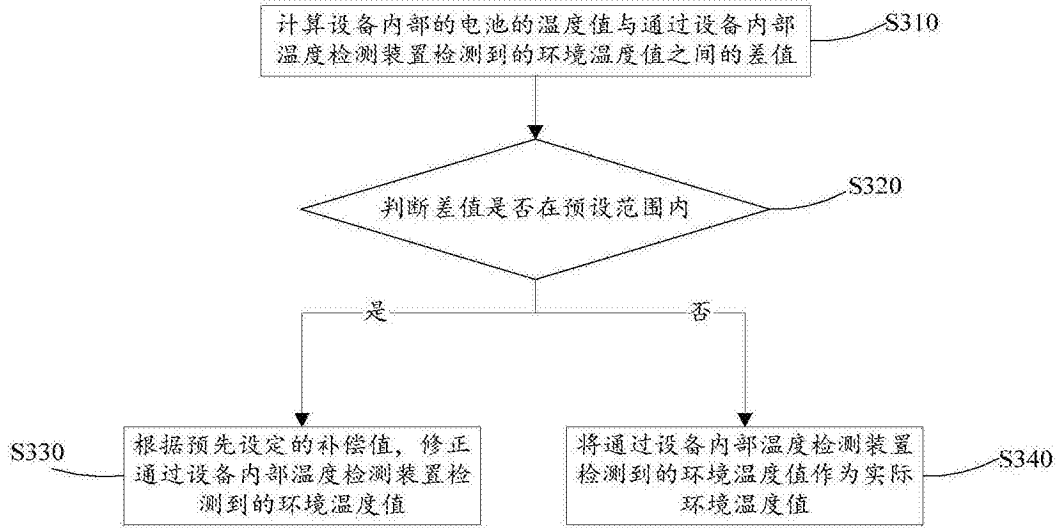 计算设备内部的电池的温度值与通过设备内部
温度检测装置检测到的环境温度值之间的差值
S310
判断差值是否在预设范围内
S320
是
否
S330
根据预先设定的补偿值，修正
通过设备内部温度检测装置检
测到的环境温度值
将通过设备内部温度检测装置
检测到的环境温度值作为实际
环境温度值
S340